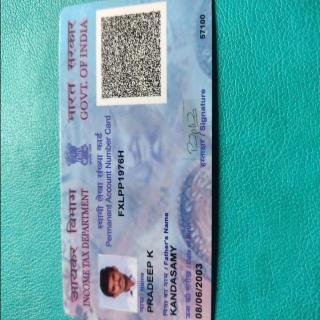 आयकर विभाग
INCOME TAX DEPARTMENT
भारत सरकार
GOVT. OF INDIA
स्थायी लेखा संख्या कार्ड
Permanent Account Number Card
FXLPP1976H
नाम / Name
PRADEEP K
पिता का नाम / Father's Name
KANDASAMY
08/06/2003
हस्ताक्षर / Signature
57100